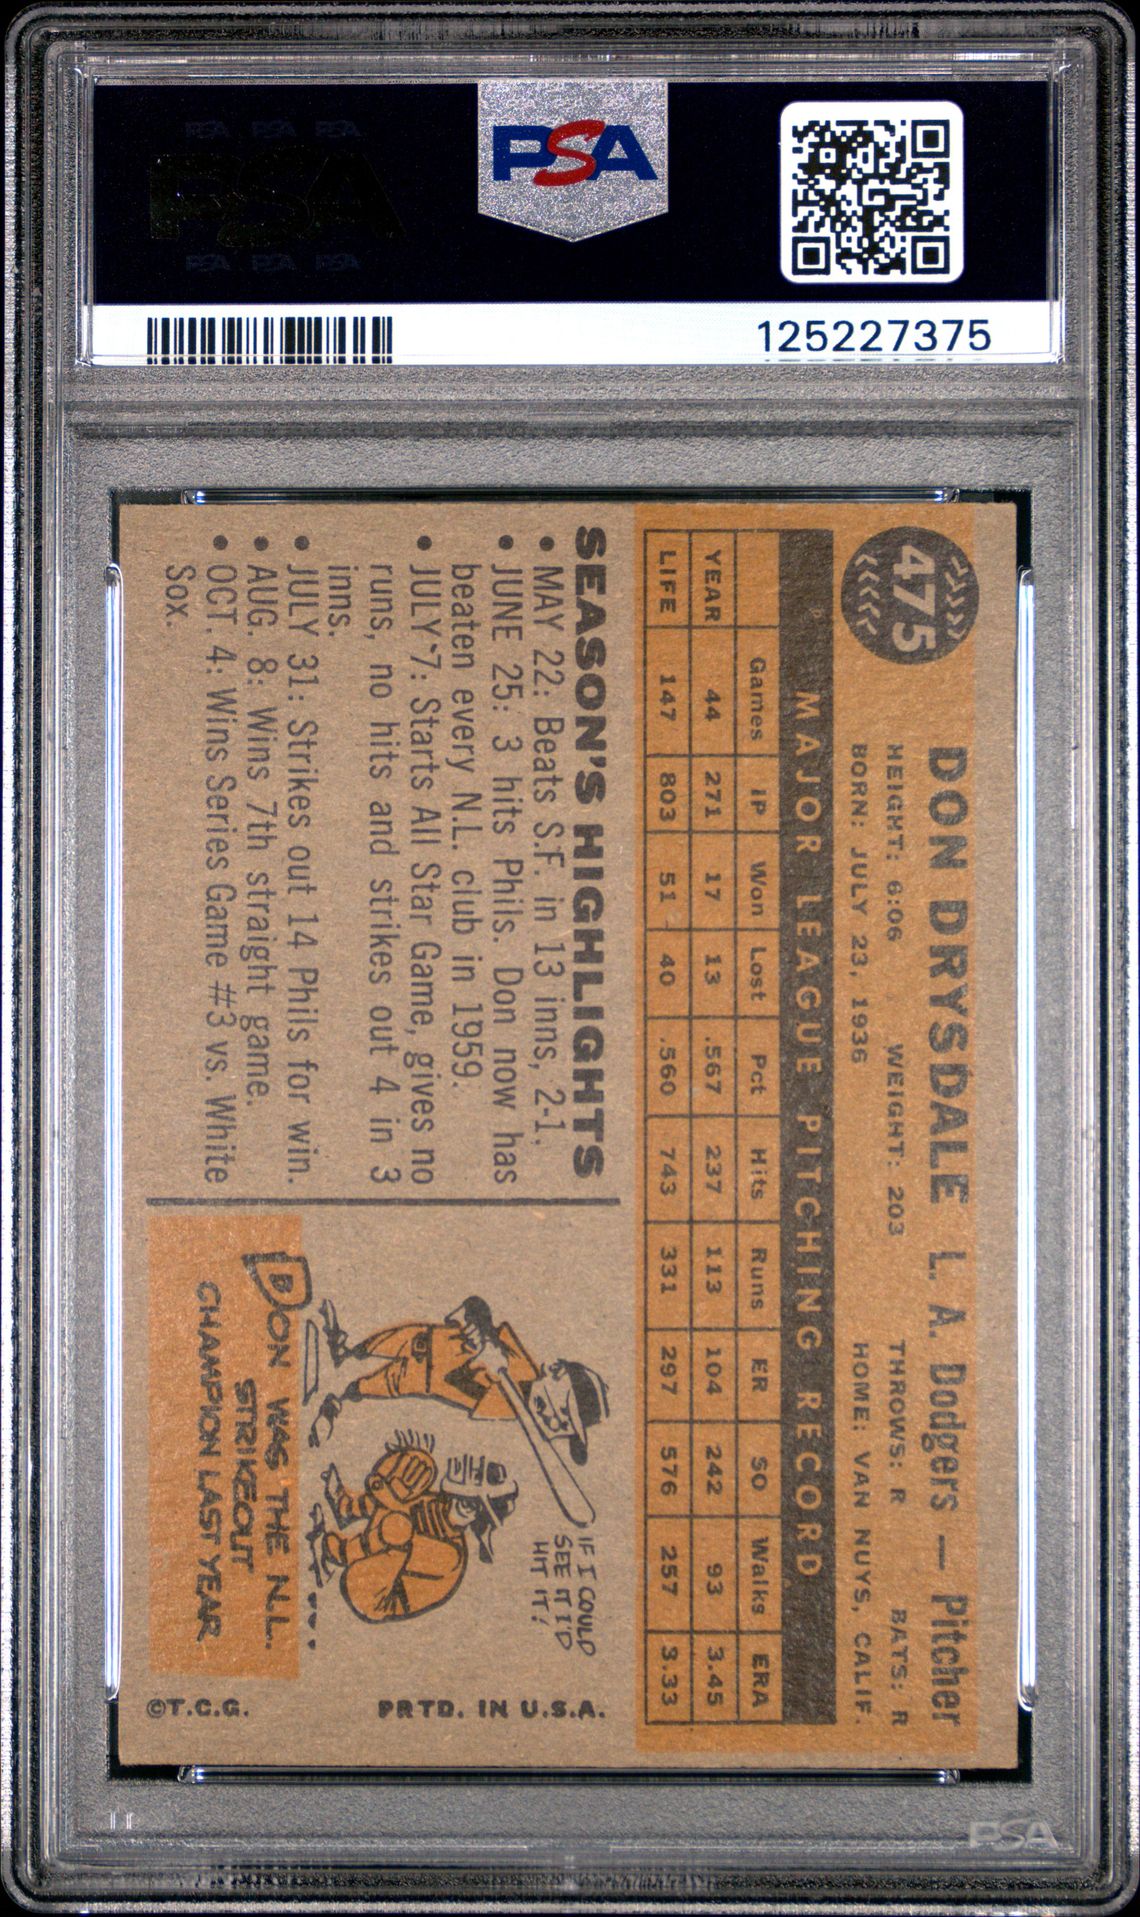 PSA PSA PSA
PSA
PSA PSA PSA
PSA
125227375
475
DON DRYSDALE L. A. Dodgers — Pitcher
HEIGHT: 6:06 WEIGHT: 203 THROWS: R BATS: R
BORN: JULY 23, 1936 HOME: VAN NUYS, CALIF.
MAJOR LEAGUE PITCHING RECORD
Games IP Won Lost Pct Hits Runs ER SO Walks ERA
YEAR 44 271 17 13 .567 237 113 104 242 93 3.45
LIFE 147 803 51 40 .560 743 331 297 576 257 3.33
SEASON'S HIGHLIGHTS
• MAY 22: Beats S.F. in 13 inns, 2-1.
• JUNE 25: 3 hits Phils. Don now has
beaten every N.L. club in 1959.
• JULY 7: Starts All Star Game, gives no
runs, no hits and strikes out 4 in 3
inns.
• JULY 31: Strikes out 14 Phils for win.
• AUG. 8: Wins 7th straight game.
• OCT. 4: Wins Series Game #3 vs. White
Sox.
IF I COULD
SEE IT I'D
HIT IT!
DON WAS THE N.L.
STRIKEOUT
CHAMPION LAST YEAR
©T.C.G. PRTD. IN U.S.A.
PSA